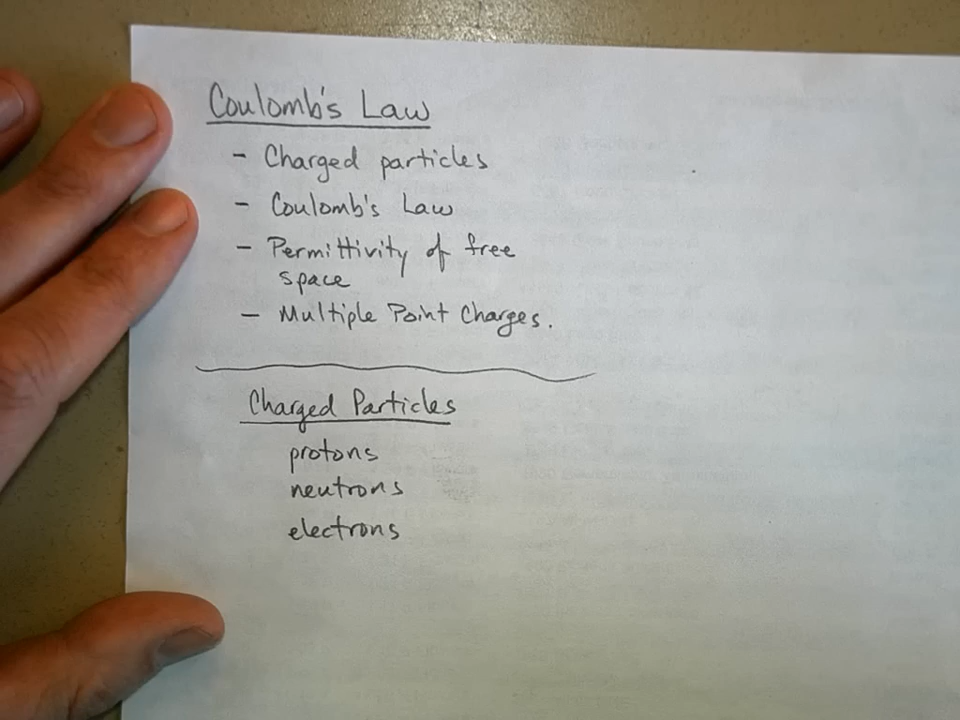 Coulomb's Law
- Charged particles
- Coulomb's Law
- Permittivity of free
space
- Multiple Point Charges.
Charged Particles
protons
neutrons
electrons